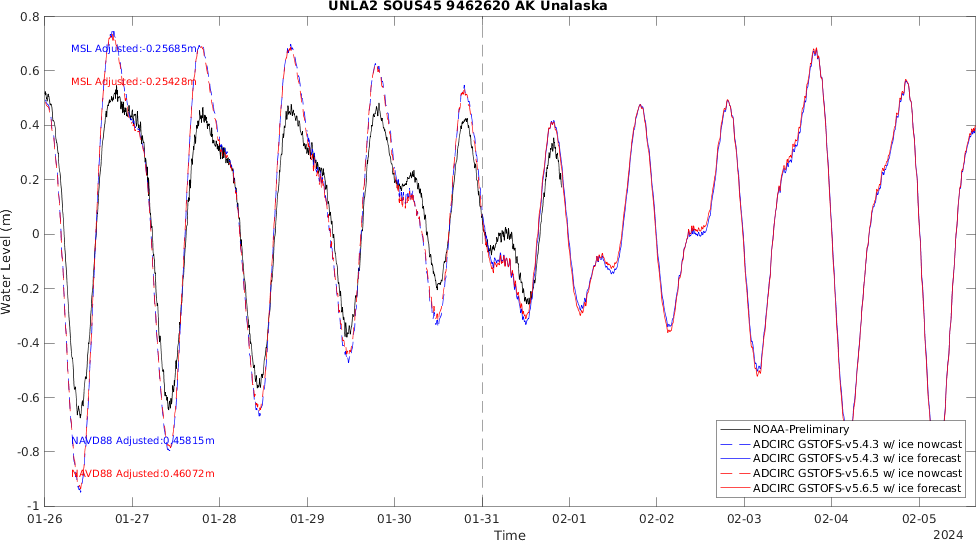 UNLA2 SOUS45 9462620 AK Unalaska
0.8
MSL Adjusted:-0.25685m
0.6
MSL Adjusted:-0.25428m
0.4
0.2
0
-0.2
-0.4
-0.6
-0.8
-1
Water Level (m)
NAVD88 Adjusted:0.45815m
NAVD88 Adjusted:0.46072m
NOAA-Preliminary
ADCIRC GSTOFS-v5.4.3 w/ ice nowcast
ADCIRC GSTOFS-v5.4.3 w/ ice forecast
ADCIRC GSTOFS-v5.6.5 w/ ice nowcast
ADCIRC GSTOFS-v5.6.5 w/ ice forecast
01-26 01-27 01-28 01-29 01-30 01-31 02-01 02-02 02-03 02-04 02-05
Time
2024